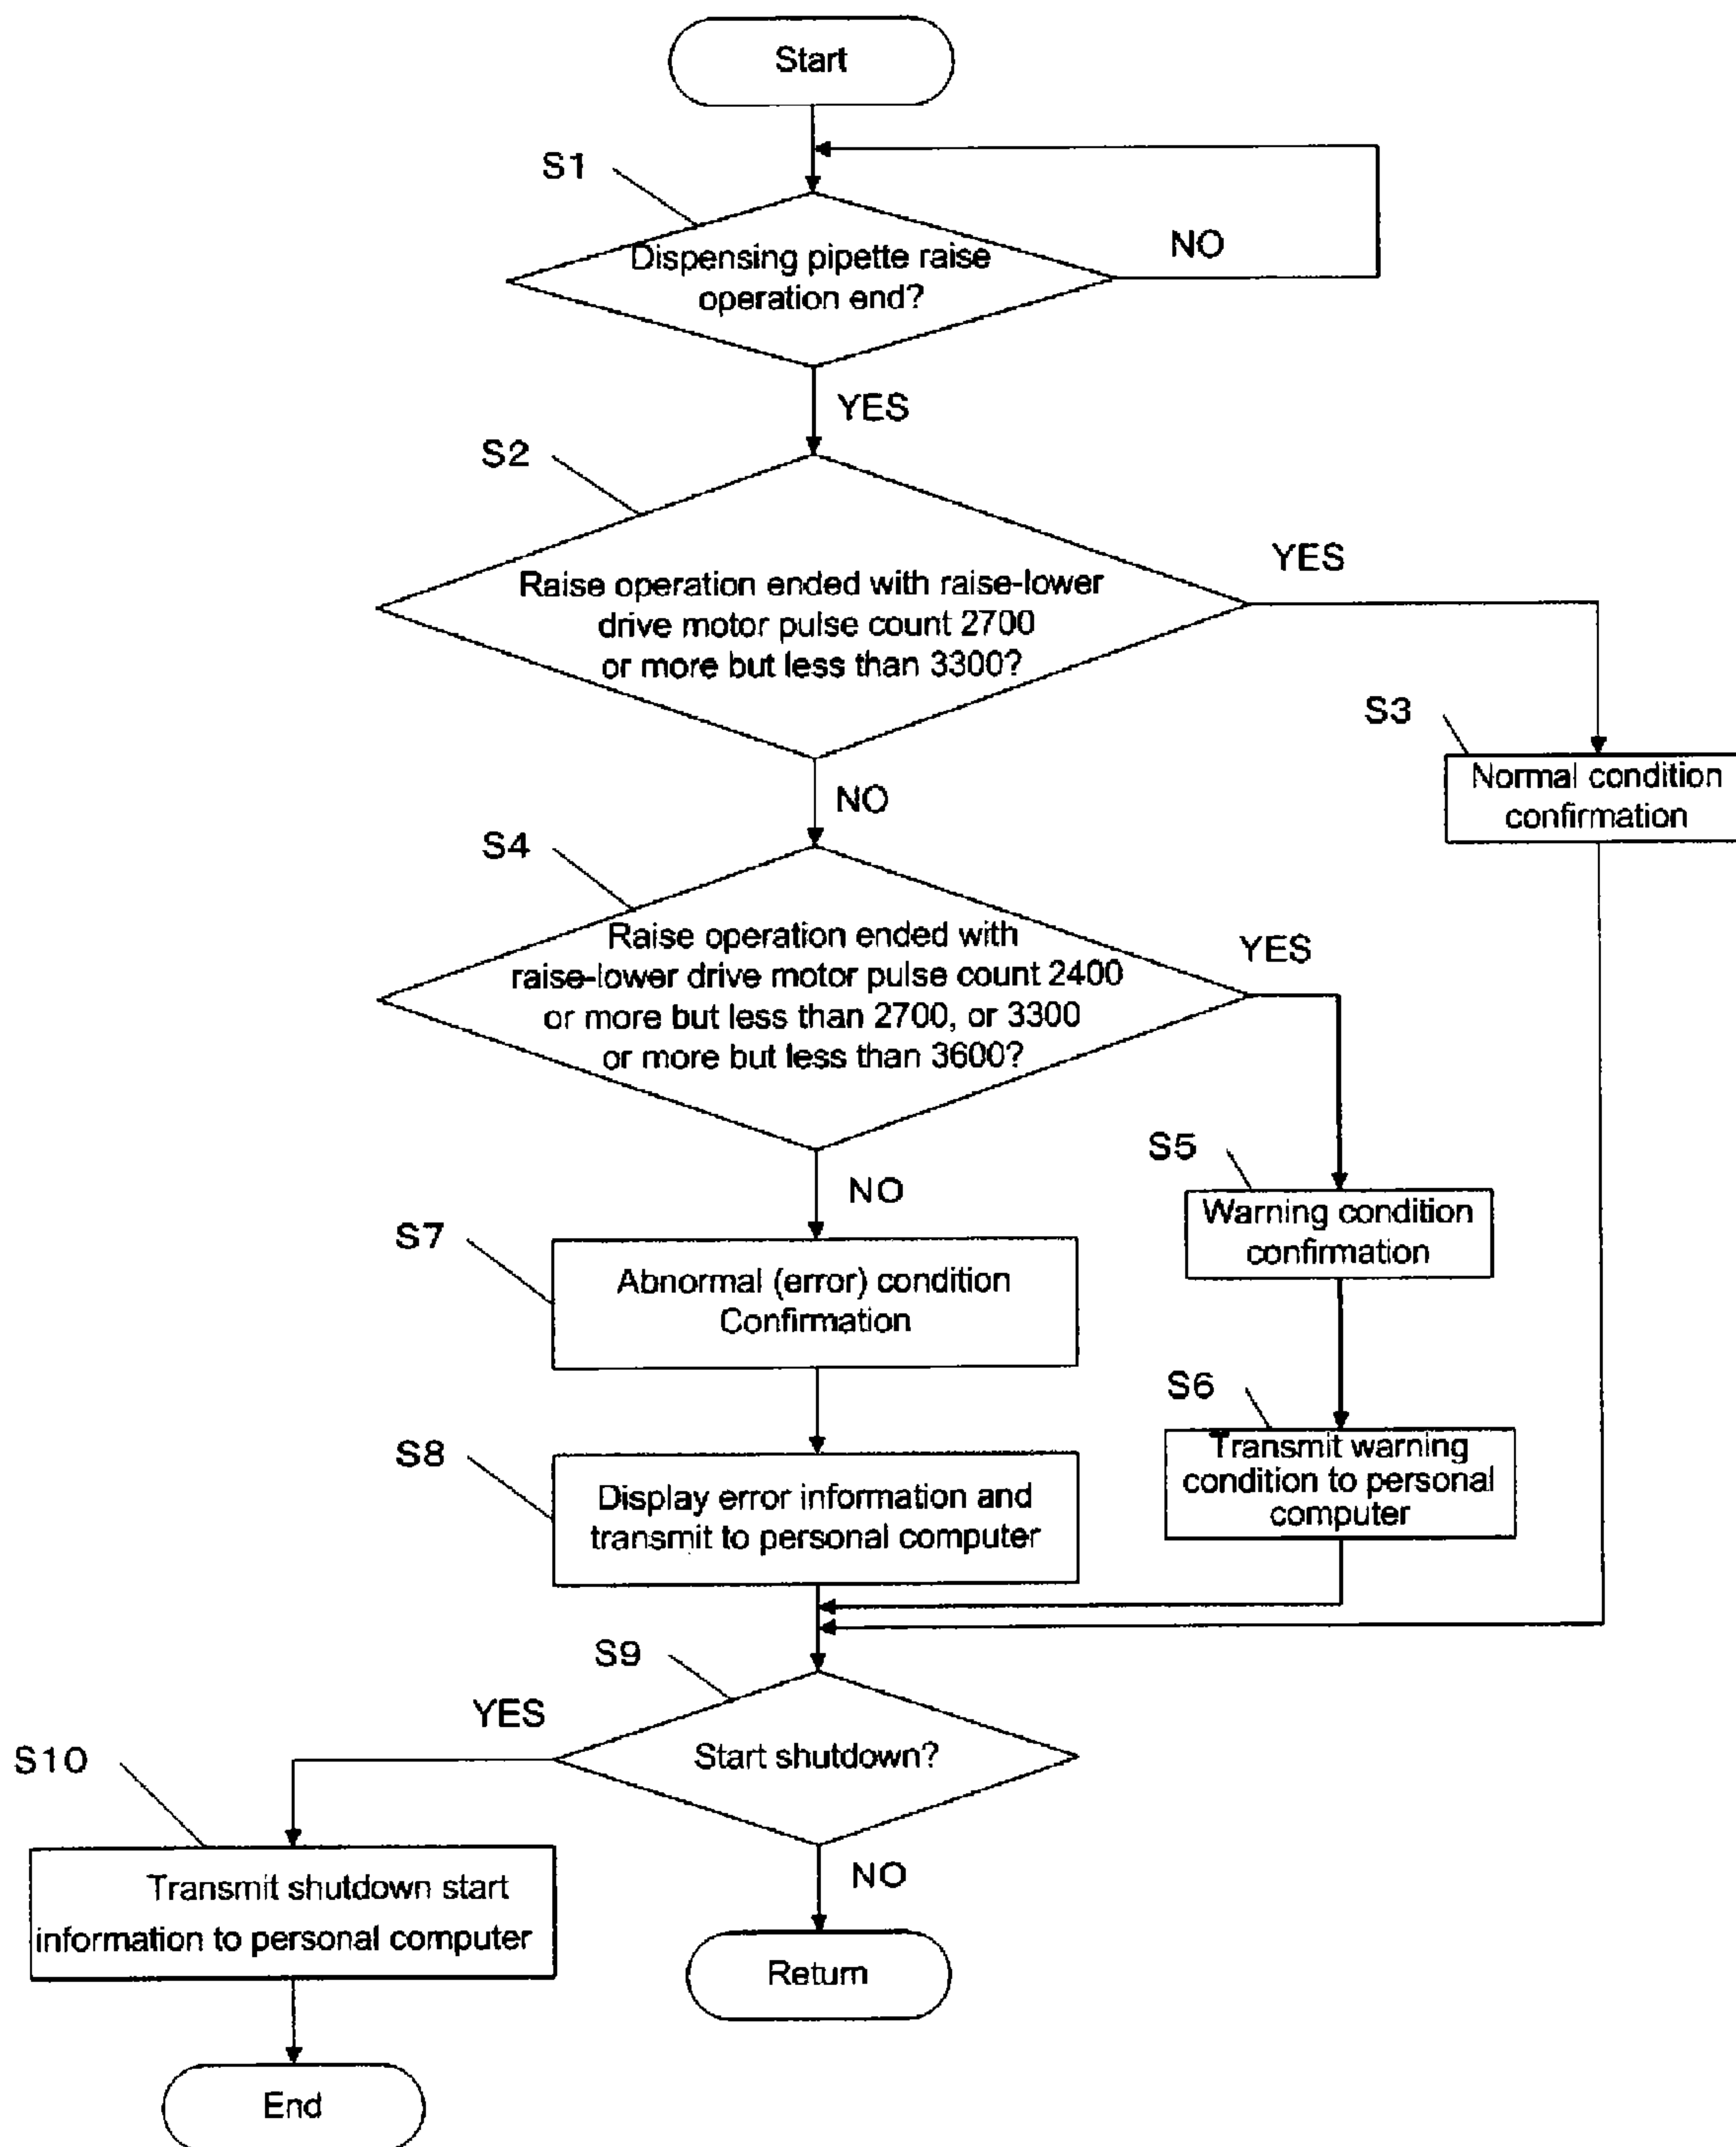 Start
S1
Dispensing pipette raise
operation end?
NO
YES
S2
Raise operation ended with raise-lower
drive motor pulse count 2700
or more but less than 3300?
YES
S3
Normal condition
confirmation
NO
S4
Raise operation ended with
raise-lower drive motor pulse count 2400
or more but less than 2700, or 3300
or more but less than 3600?
YES
S5
Warning condition
confirmation
NO
S7
Abnormal (error) condition
Confirmation
S6
Transmit warning
condition to personal
computer
S8
Display error information and
transmit to personal computer
S9
Start shutdown?
YES
S10
Transmit shutdown start
information to personal computer
NO
Return
End